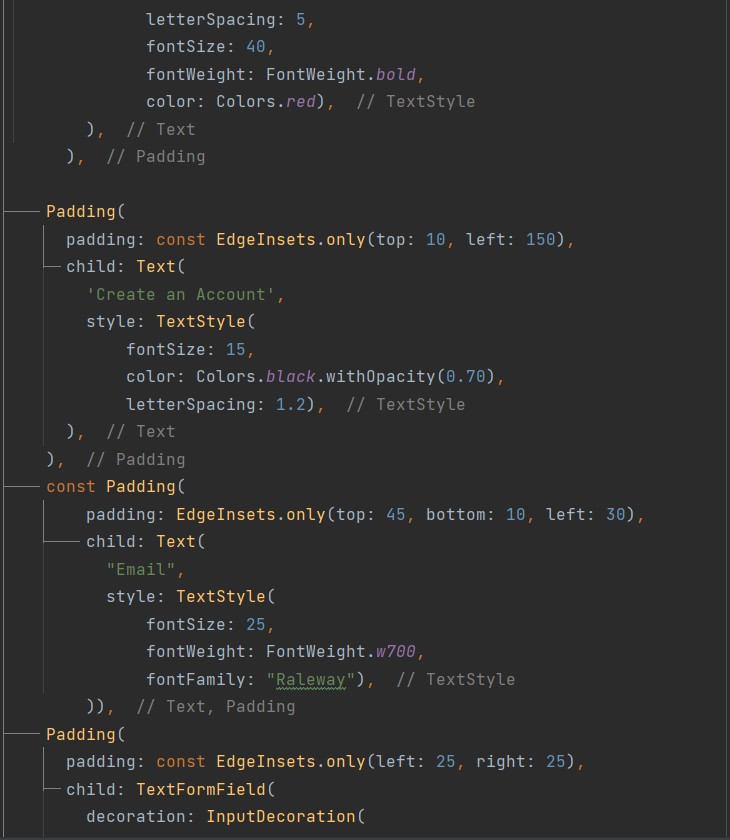 letterSpacing: 5,
fontSize: 40,
fontWeight: FontWeight.bold,
color: Colors.red),  // TextStyle
),  // Text
),  // Padding
Padding(
padding: const EdgeInsets.only(top: 10, left: 150),
child: Text(
'Create an Account',
style: TextStyle(
fontSize: 15,
color: Colors.black.withOpacity(0.70),
letterSpacing: 1.2),  // TextStyle
),  // Text
),  // Padding
const Padding(
padding: EdgeInsets.only(top: 45, bottom: 10, left: 30),
child: Text(
"Email",
style: TextStyle(
fontSize: 25,
fontWeight: FontWeight.w700,
fontFamily: "Raleway"),  // TextStyle
)),  // Text, Padding
Padding(
padding: const EdgeInsets.only(left: 25, right: 25),
child: TextFormField(
decoration: InputDecoration(